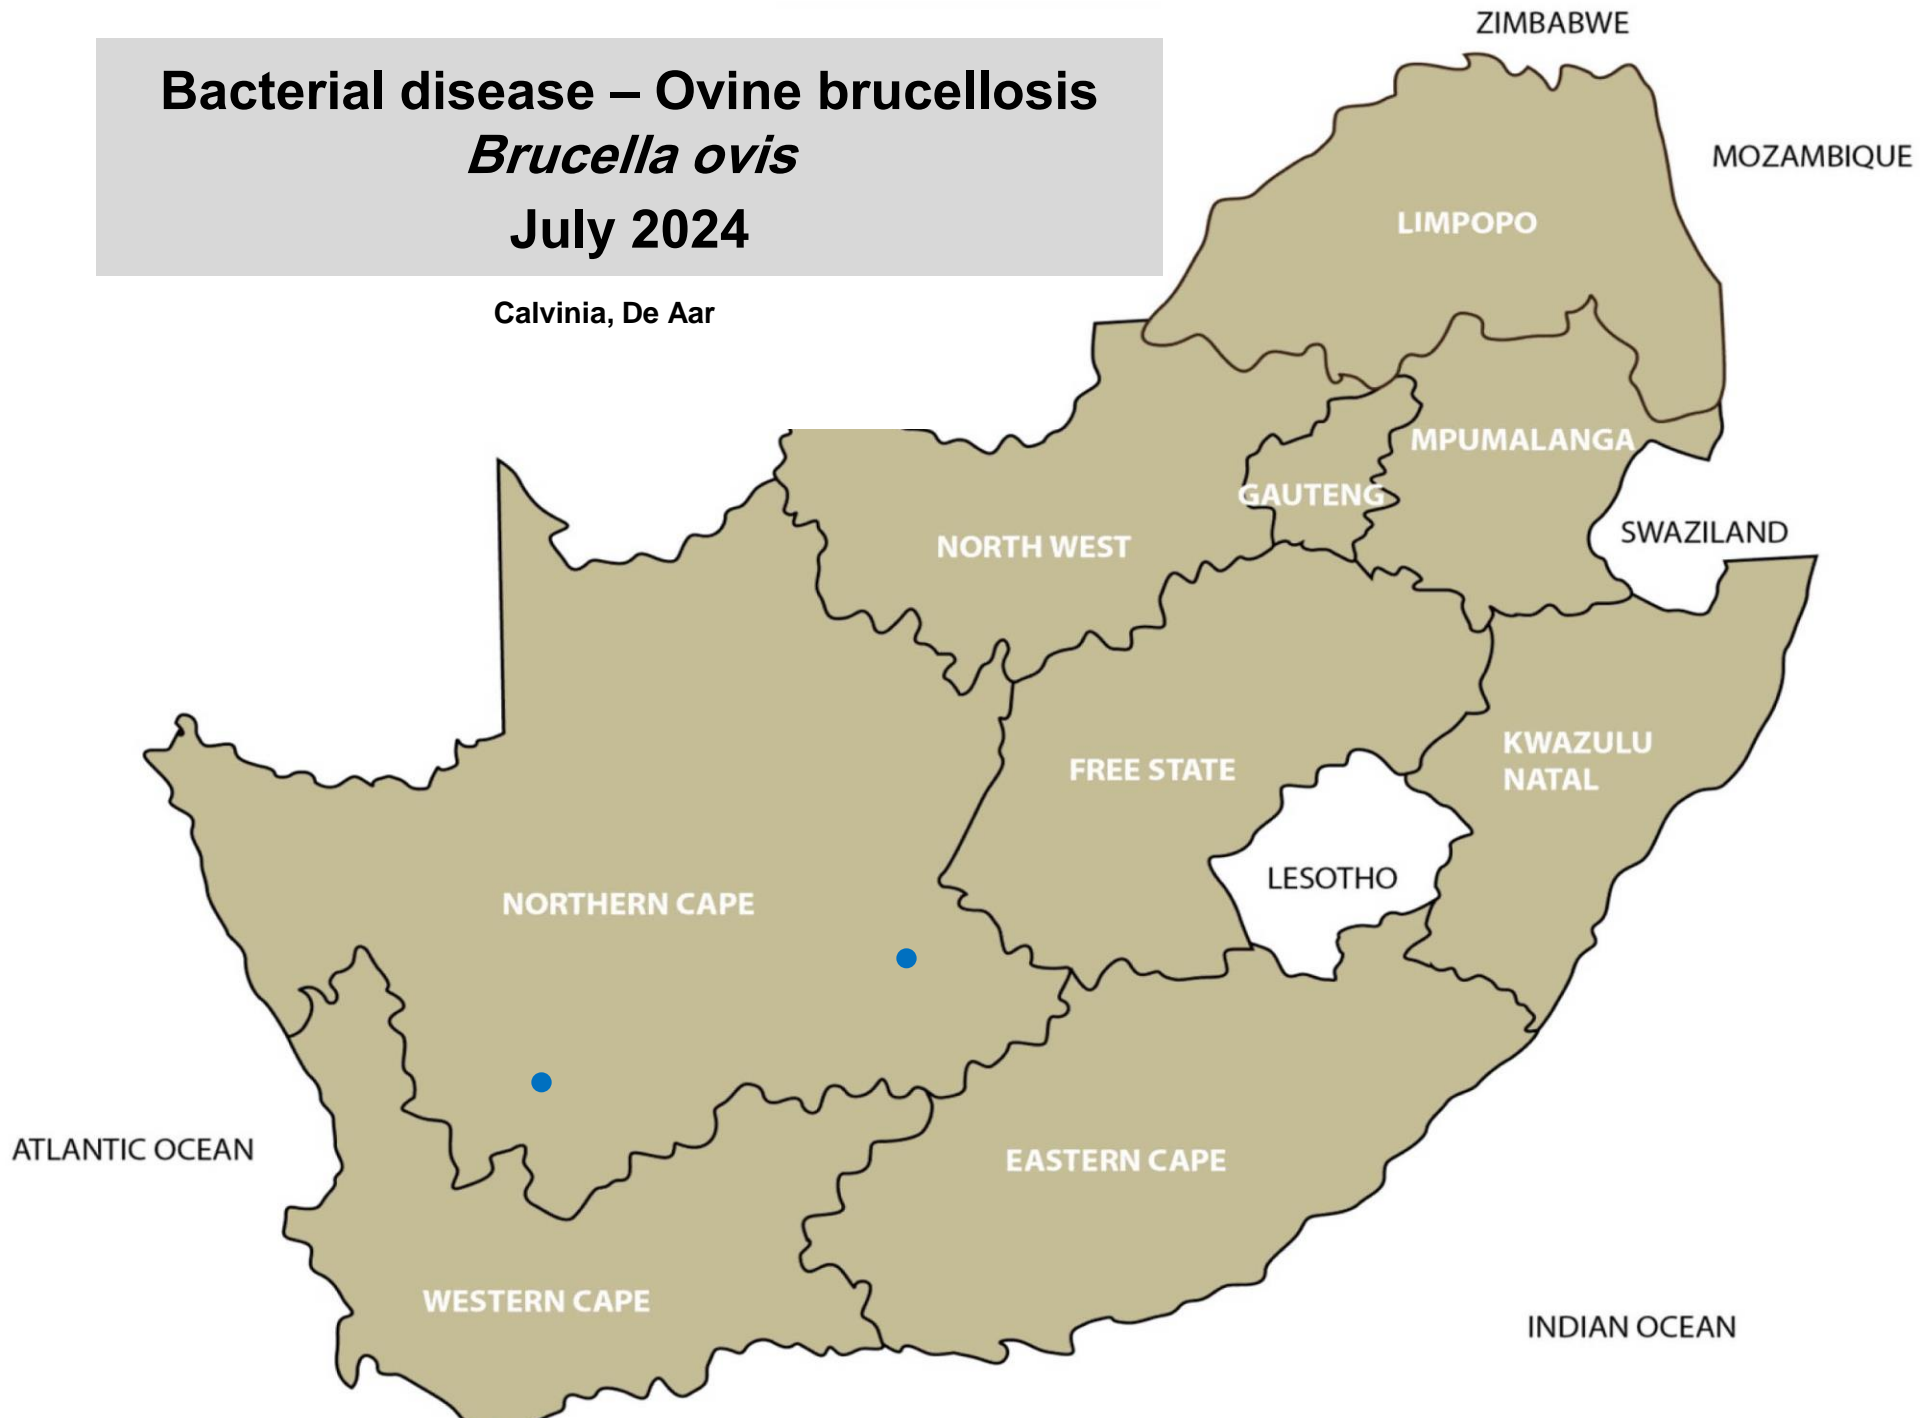 Bacterial disease – Ovine brucellosis
Brucella ovis
July 2024
Calvinia, De Aar
ZIMBABWE
MOZAMBIQUE
LIMPOPO
MPUMALANGA
GAUTENG
SWAZILAND
NORTH WEST
KWAZULU
NATAL
FREE STATE
LESOTHO
NORTHERN CAPE
ATLANTIC OCEAN
EASTERN CAPE
WESTERN CAPE
INDIAN OCEAN